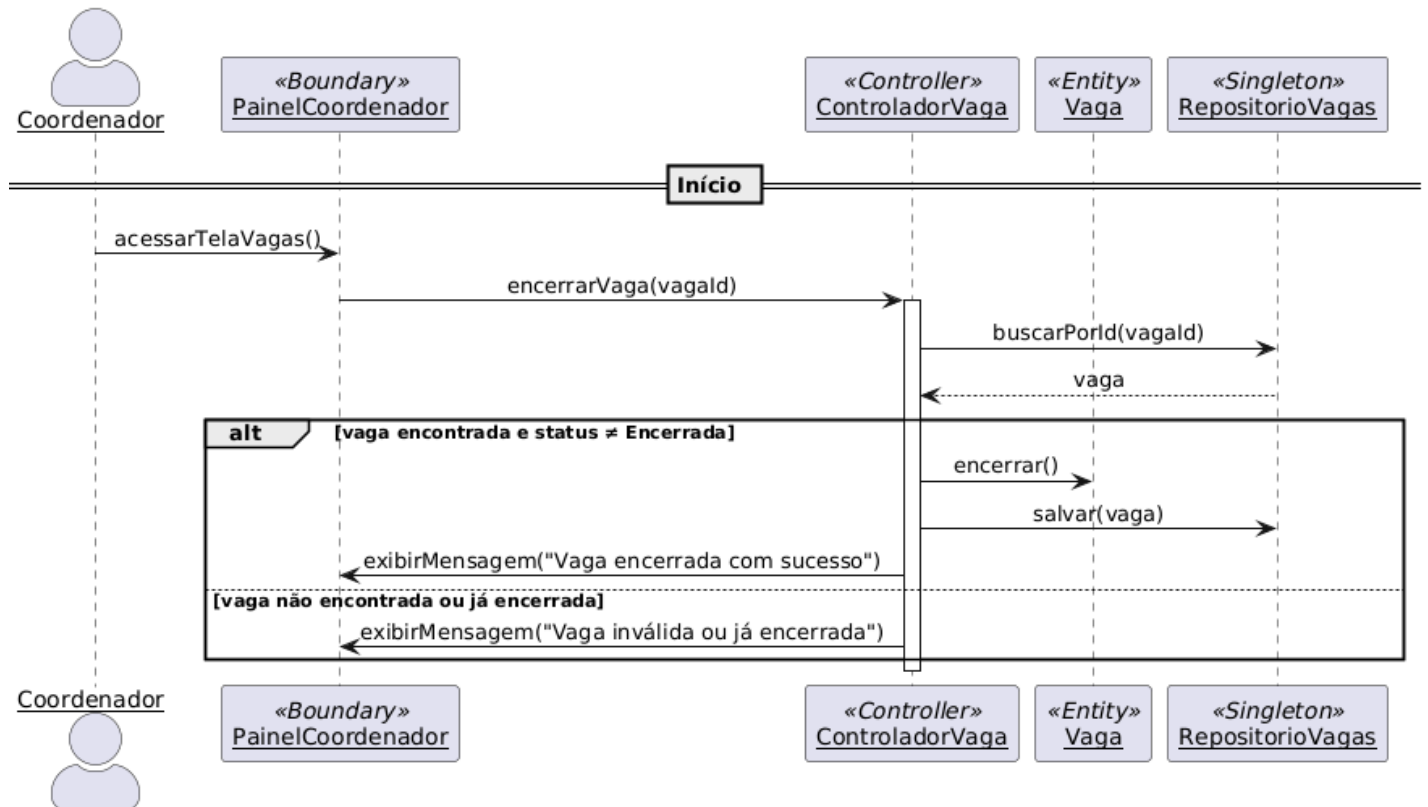 Coordenador
«Boundary»
PainelCoordenador
«Controller»
ControladorVaga
«Entity»
Vaga
«Singleton»
RepositorioVagas
Início
acessarTelaVagas()
encerrarVaga(vagaId)
buscarPorId(vagaId)
vaga
alt [vaga encontrada e status ≠ Encerrada]
encerrar()
salvar(vaga)
exibirMensagem("Vaga encerrada com sucesso")
[vaga não encontrada ou já encerrada]
exibirMensagem("Vaga inválida ou já encerrada")
Coordenador
«Boundary»
PainelCoordenador
«Controller»
ControladorVaga
«Entity»
Vaga
«Singleton»
RepositorioVagas